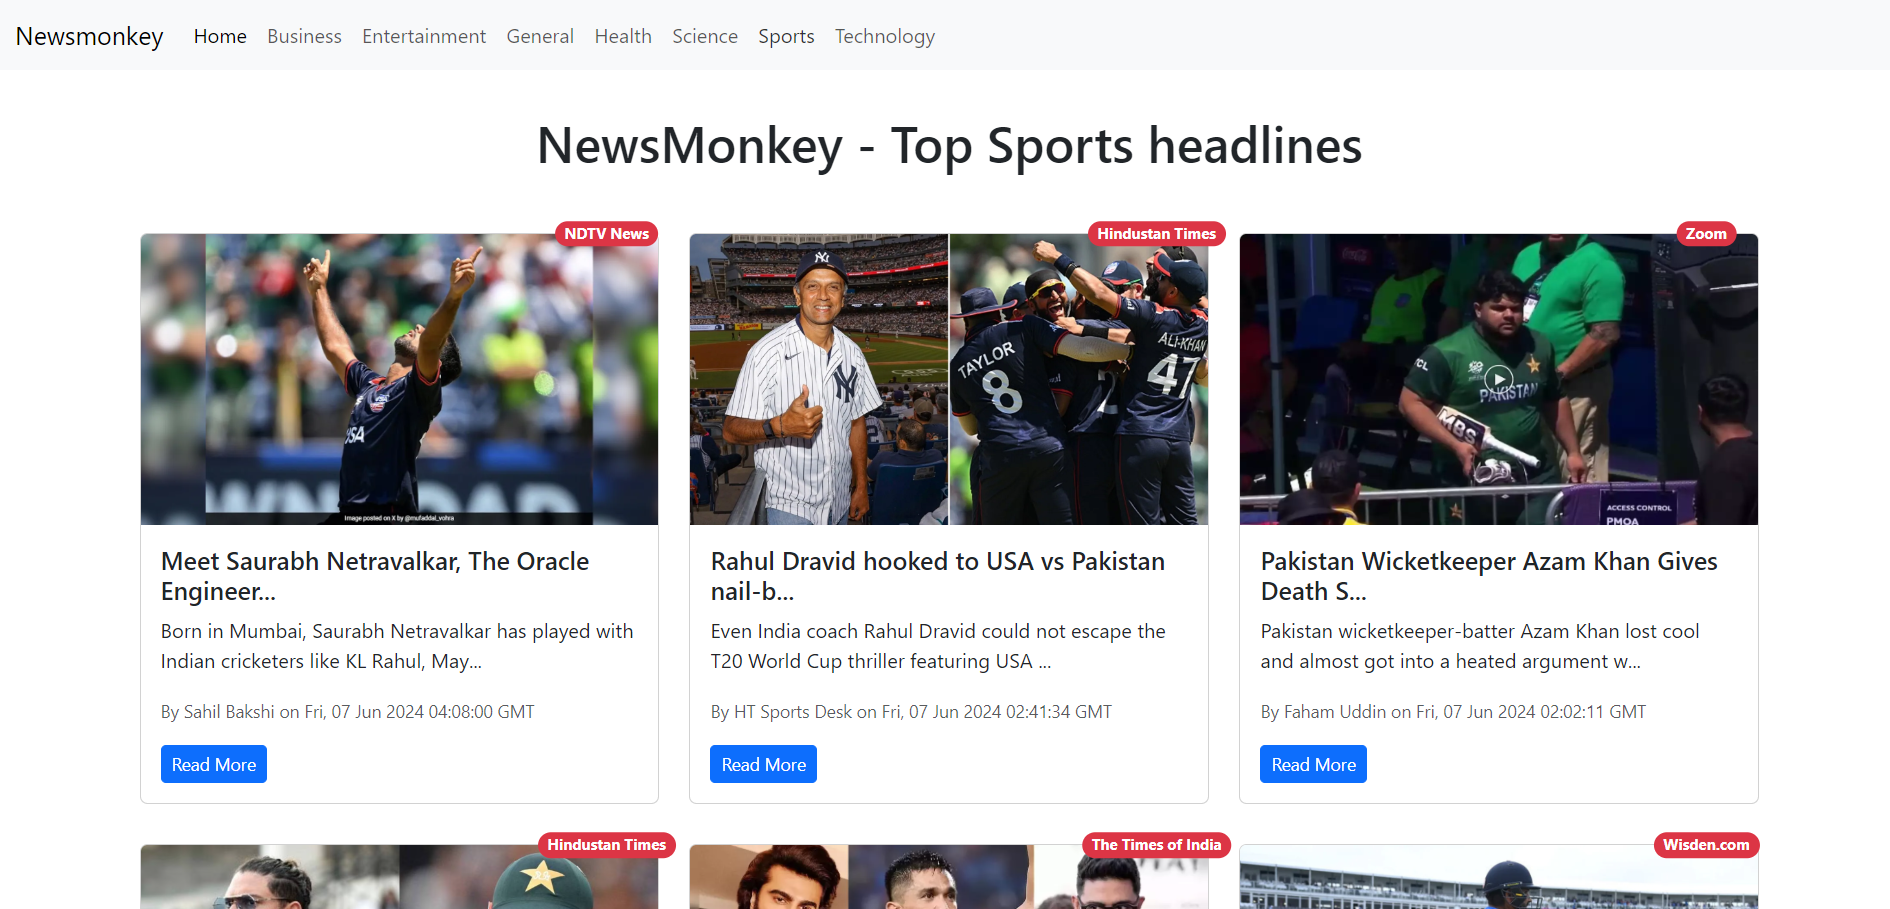 Newsmonkey Home Business Entertainment General Health Science Sports Technology
NewsMonkey - Top Sports headlines
NDTV News
USA
Image posted on X by @mufaddal_vohra
Meet Saurabh Netravalkar, The Oracle
Engineer...
Born in Mumbai, Saurabh Netravalkar has played with
Indian cricketers like KL Rahul, May...
By Sahil Bakshi on Fri, 07 Jun 2024 04:08:00 GMT
Read More
Hindustan Times
NY
NY
TAYLOR
8
2
ALI-KHAN
47
Rahul Dravid hooked to USA vs Pakistan
nail-b...
Even India coach Rahul Dravid could not escape the
T20 World Cup thriller featuring USA ...
By HT Sports Desk on Fri, 07 Jun 2024 02:41:34 GMT
Read More
Zoom
Coca-Cola
TCL
PAKISTAN
MBS
ACCESS CONTROL
PMOA
Pakistan Wicketkeeper Azam Khan Gives
Death S...
Pakistan wicketkeeper-batter Azam Khan lost cool
and almost got into a heated argument w...
By Faham Uddin on Fri, 07 Jun 2024 02:02:11 GMT
Read More
Hindustan Times
The Times of India
Wisden.com